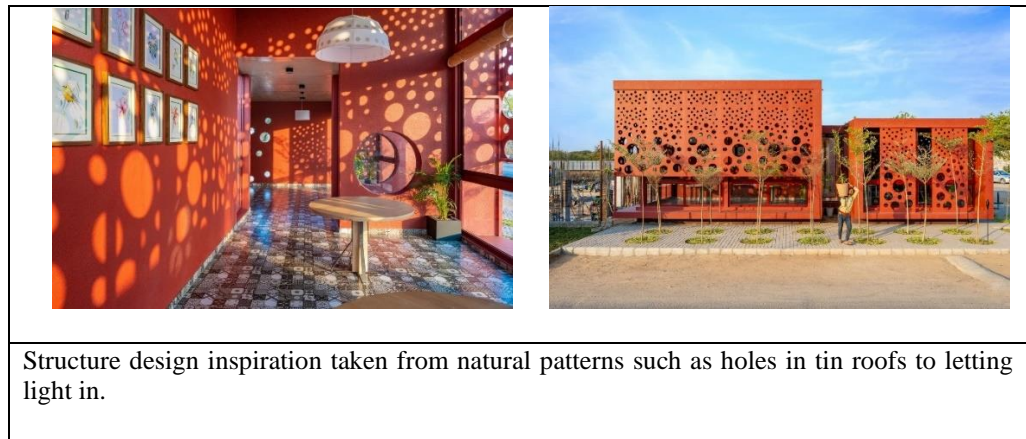 Structure design inspiration taken from natural patterns such as holes in tin roofs to letting
light in.